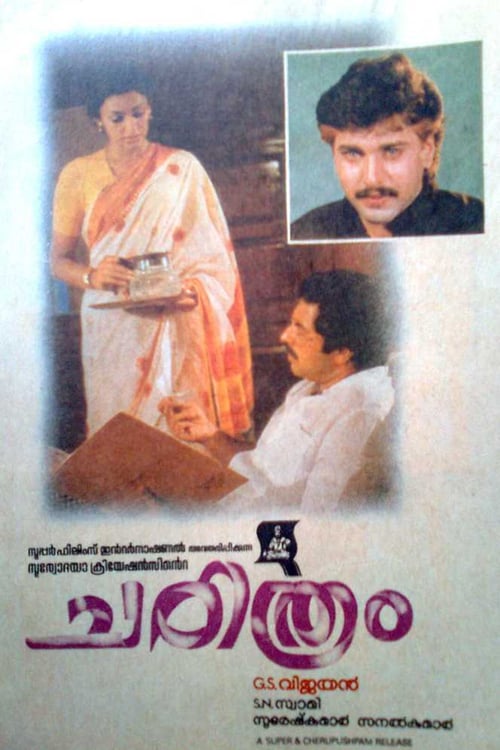 സൂപ്പർ ഫിലിംസ് ഇന്റർനാഷണൽ അവതരിപ്പിക്കുന്ന
സൂര്യോദയാ ക്രിയേഷൻസിന്റെ
ചരിത്രം
G.S. വിജയൻ
S.N. സ്വാമി
സുരേഷ്കുമാർ സനൽകുമാർ
A SUPER & CHERUPUSHPAM RELEASE